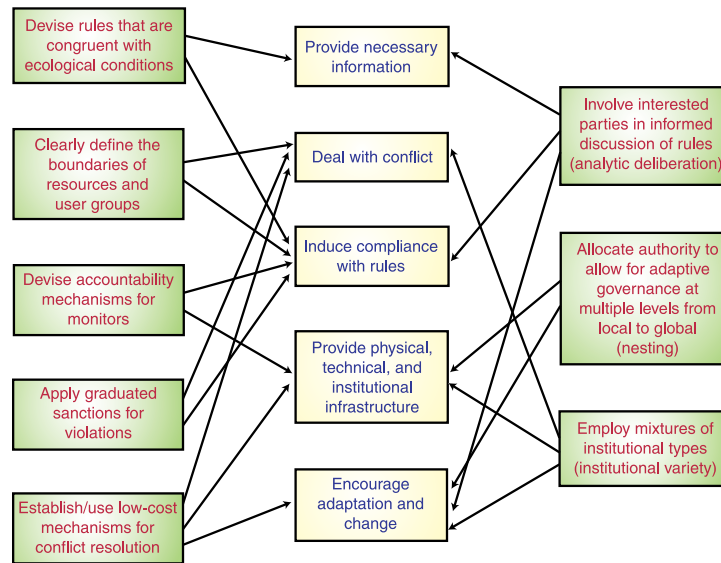 Devise rules that are
congruent with
ecological conditions
Clearly define the
boundaries of
resources and
user groups
Devise accountability
mechanisms for
monitors
Apply graduated
sanctions for
violations
Establish/use low-cost
mechanisms for
conflict resolution
Provide necessary
information
Deal with conflict
Induce compliance
with rules
Provide physical,
technical, and
institutional
infrastructure
Encourage
adaptation and
change
Involve interested
parties in informed
discussion of rules
(analytic deliberation)
Allocate authority to
allow for adaptive
governance at
multiple levels from
local to global
(nesting)
Employ mixtures of
institutional types
(institutional variety)